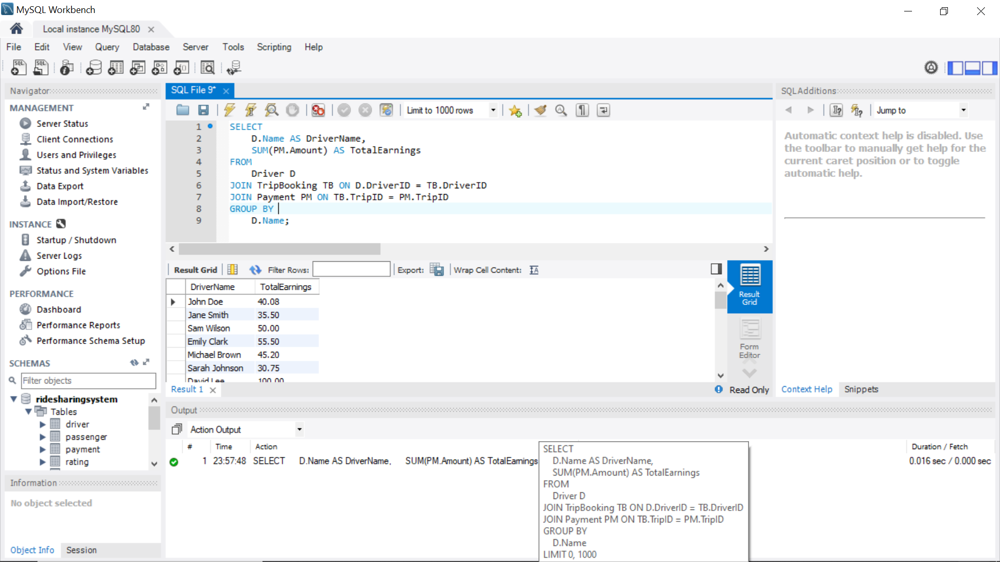 MySQL Workbench
Local instance MySQL80
File Edit View Query Database Server Tools Scripting Help
Navigator
MANAGEMENT
Server Status
Client Connections
Users and Privileges
Status and System Variables
Data Export
Data Import/Restore
INSTANCE
Startup / Shutdown
Server Logs
Options File
PERFORMANCE
Dashboard
Performance Reports
Performance Schema Setup
SCHEMAS
Filter objects
ridesharingsystem
Tables
driver
passenger
payment
rating
Information
No object selected
Object Info Session
SQL File 9*
Limit to 1000 rows
1 SELECT
2 D.Name AS DriverName,
3 SUM(PM.Amount) AS TotalEarnings
4 FROM
5 Driver D
6 JOIN TripBooking TB ON D.DriverID = TB.DriverID
7 JOIN Payment PM ON TB.TripID = PM.TripID
8 GROUP BY
9 D.Name;
Result Grid Filter Rows: Export: Wrap Cell Content:
DriverName TotalEarnings
John Doe 40.08
Jane Smith 35.50
Sam Wilson 50.00
Emily Clark 55.50
Michael Brown 45.20
Sarah Johnson 30.75
David Lee 100.00
Result
Grid
Form
Editor
Result 1 Read Only
SQLAdditions
Jump to
Automatic context help is disabled. Use
the toolbar to manually get help for the
current caret position or to toggle
automatic help.
Context Help Snippets
Output
Action Output
# Time Action Duration / Fetch
1 23:57:48 SELECT D.Name AS DriverName, SUM(PM.Amount) AS TotalEarnings 0.016 sec / 0.000 sec
SELECT
D.Name AS DriverName,
SUM(PM.Amount) AS TotalEarnings
FROM
Driver D
JOIN TripBooking TB ON D.DriverID = TB.DriverID
JOIN Payment PM ON TB.TripID = PM.TripID
GROUP BY
D.Name
LIMIT 0, 1000